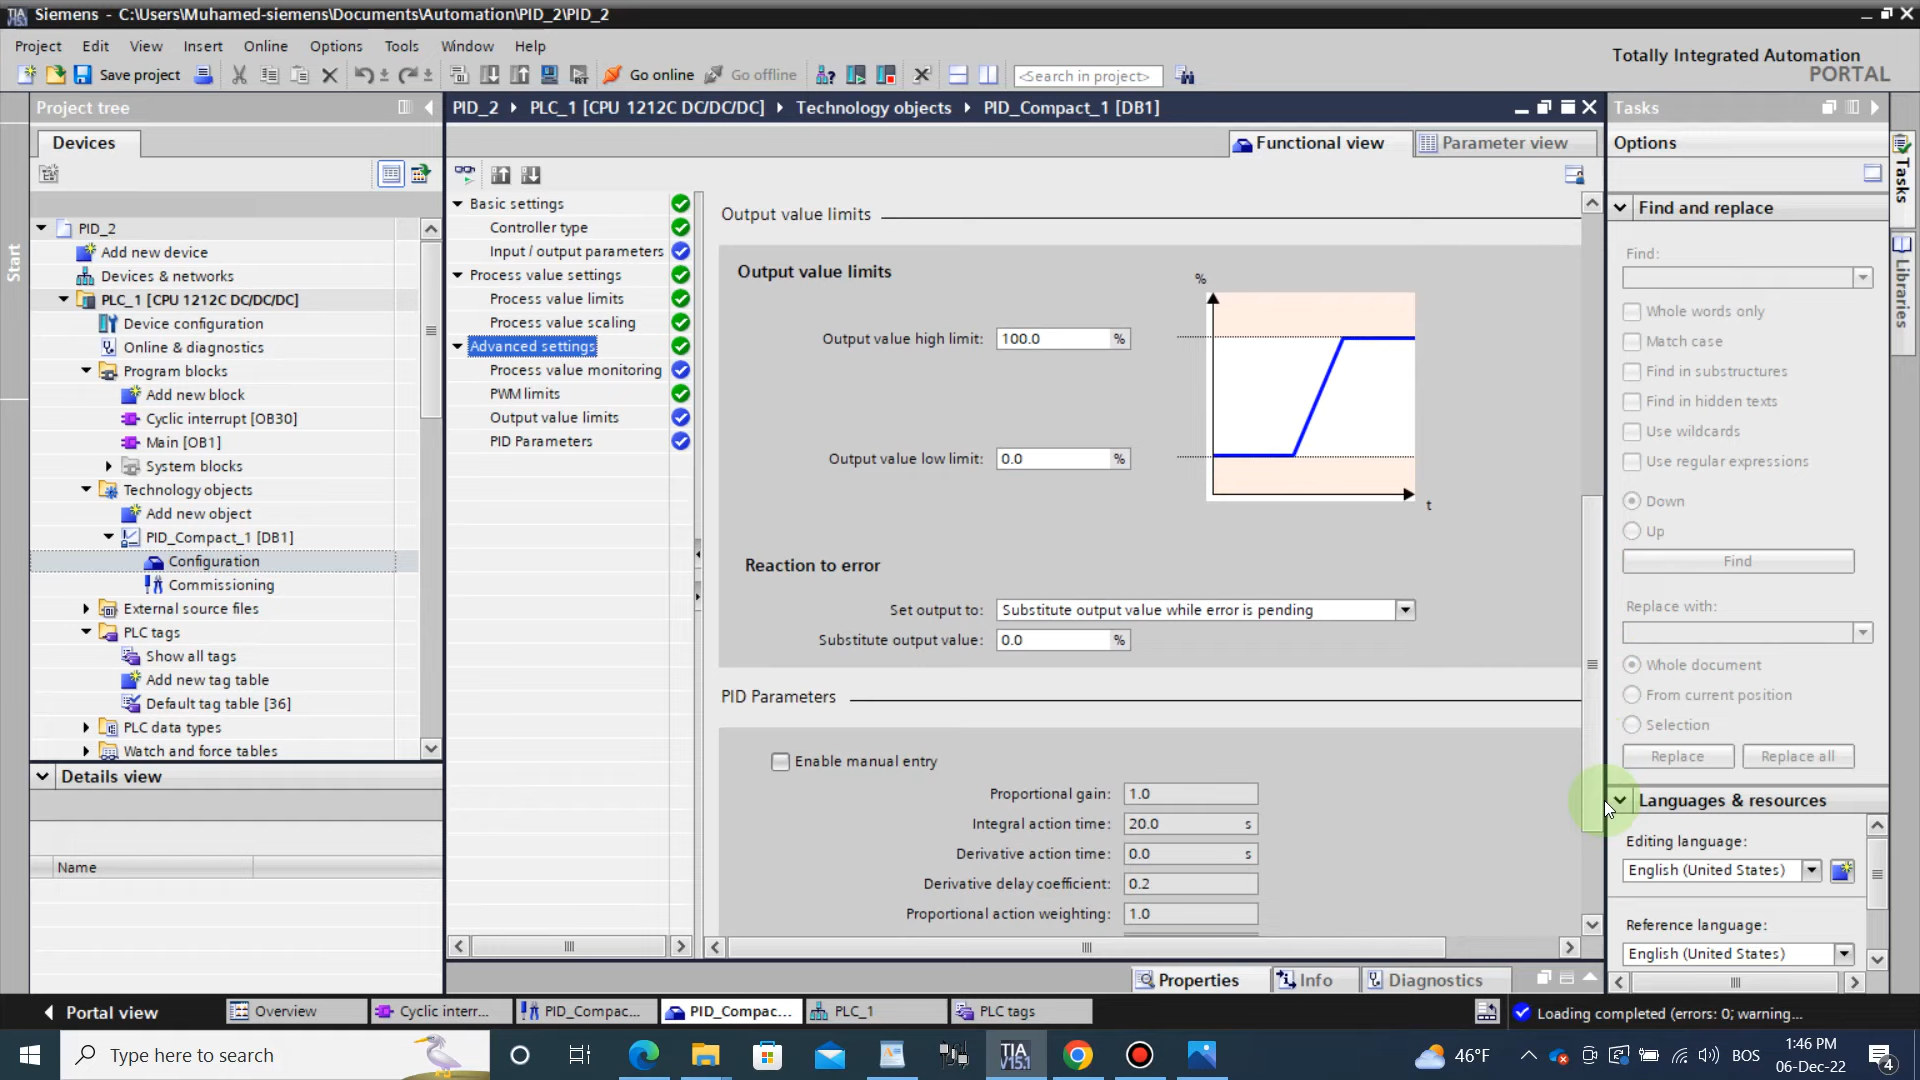 Siemens - C:\Users\Muhamed-siemens\Documents\Automation\PID_2\PID_2
Project Edit View Insert Online Options Tools Window Help
Totally Integrated Automation
PORTAL
Save project
Go online
Go offline
<Search in project>
Project tree
PID_2 PLC_1 [CPU 1212C DC/DC/DC] Technology objects PID_Compact_1 [DB1]
Tasks
Devices
Functional view
Parameter view
Options
Start
PID_2
Add new device
Devices & networks
PLC_1 [CPU 1212C DC/DC/DC]
Device configuration
Online & diagnostics
Program blocks
Add new block
Cyclic interrupt [OB30]
Main [OB1]
System blocks
Technology objects
Add new object
PID_Compact_1 [DB1]
Configuration
Commissioning
External source files
PLC tags
Show all tags
Add new tag table
Default tag table [36]
PLC data types
Watch and force tables
Details view
Name
Basic settings
Controller type
Input / output parameters
Process value settings
Process value limits
Process value scaling
Advanced settings
Process value monitoring
PWM limits
Output value limits
PID Parameters
Output value limits
Output value limits
%
Output value high limit: 100.0 %
Output value low limit: 0.0 %
t
Reaction to error
Set output to: Substitute output value while error is pending
Substitute output value: 0.0 %
PID Parameters
Enable manual entry
Proportional gain: 1.0
Integral action time: 20.0 s
Derivative action time: 0.0 s
Derivative delay coefficient: 0.2
Proportional action weighting: 1.0
Properties
Info
Diagnostics
Find and replace
Find:
Whole words only
Match case
Find in substructures
Find in hidden texts
Use wildcards
Use regular expressions
Down
Up
Find
Replace with:
Whole document
From current position
Selection
Replace
Replace all
Languages & resources
Editing language:
English (United States)
Reference language:
English (United States)
Tasks
Libraries
Portal view
Overview
Cyclic interr...
PID_Compac...
PID_Compac...
PLC_1
PLC tags
Loading completed (errors: 0; warning...
Type here to search
TIA
V15.1
46°F
BOS
1:46 PM
06-Dec-22
4